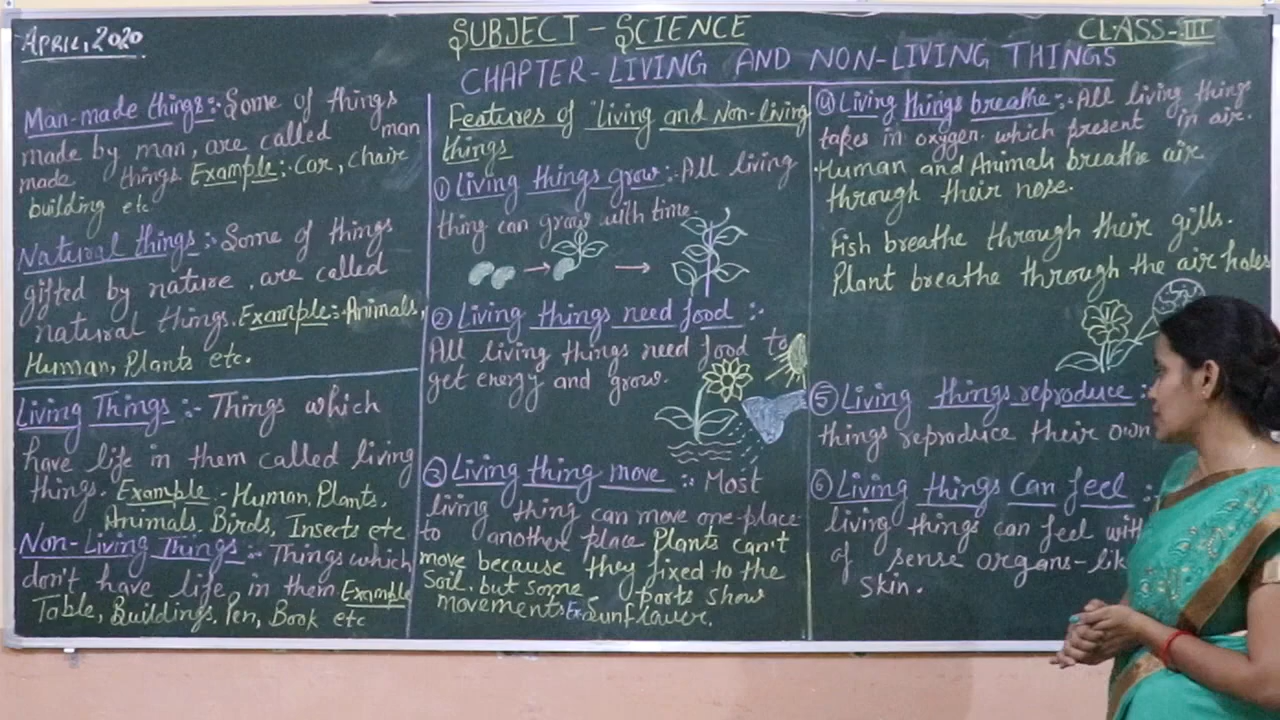 APRIL, 2020
SUBJECT - SCIENCE
CLASS-III
CHAPTER-LIVING AND NON-LIVING THINGS
Man-made things:- Some of things
made by man, are called man
made things. Example:- Car, chair
building etc
Natural things:- Some of things
gifted by nature, are called
natural things. Example:- Animals,
Human, Plants etc.
Living Things:- Things which
have life in them called living
things. Example:- Human, Plants,
Animals, Birds, Insects etc
Non-Living Things:- Things which
don't have life in them Example
Table, Buildings, Pen, Book etc
Features of "living and Non-living
things
① Living things grow:- All living
thing can grow with time.
② Living things need food:-
All living things need food to
get energy and grow.
③ Living thing move:- Most
living thing can move one place
to another place Plants can't
move because they fixed to the
Soil, but some parts show
movements Ex- Sunflower.
④ Living things breathe:- All living things
takes in oxygen which present in air.
Human and Animals breathe air
through their nose.
Fish breathe through their gills.
Plant breathe through the air holes
⑤ Living things reproduce:
things reproduce their own
⑥ Living things Can feel:-
living things can feel with
of sense organs-
skin.